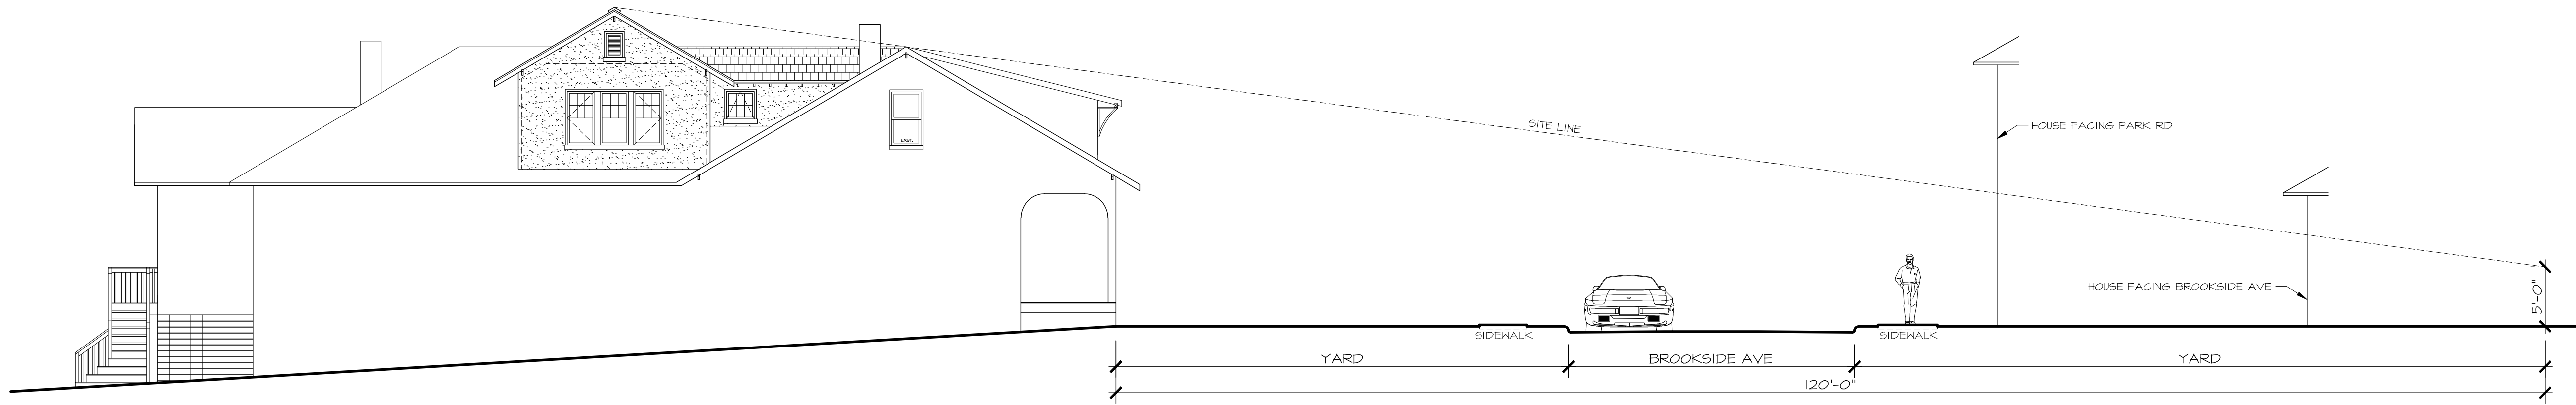 SITE LINE
HOUSE FACING PARK RD
EXIST.
HOUSE FACING BROOKSIDE AVE
5'-0"
SIDEWALK
SIDEWALK
YARD
BROOKSIDE AVE
YARD
120'-0"